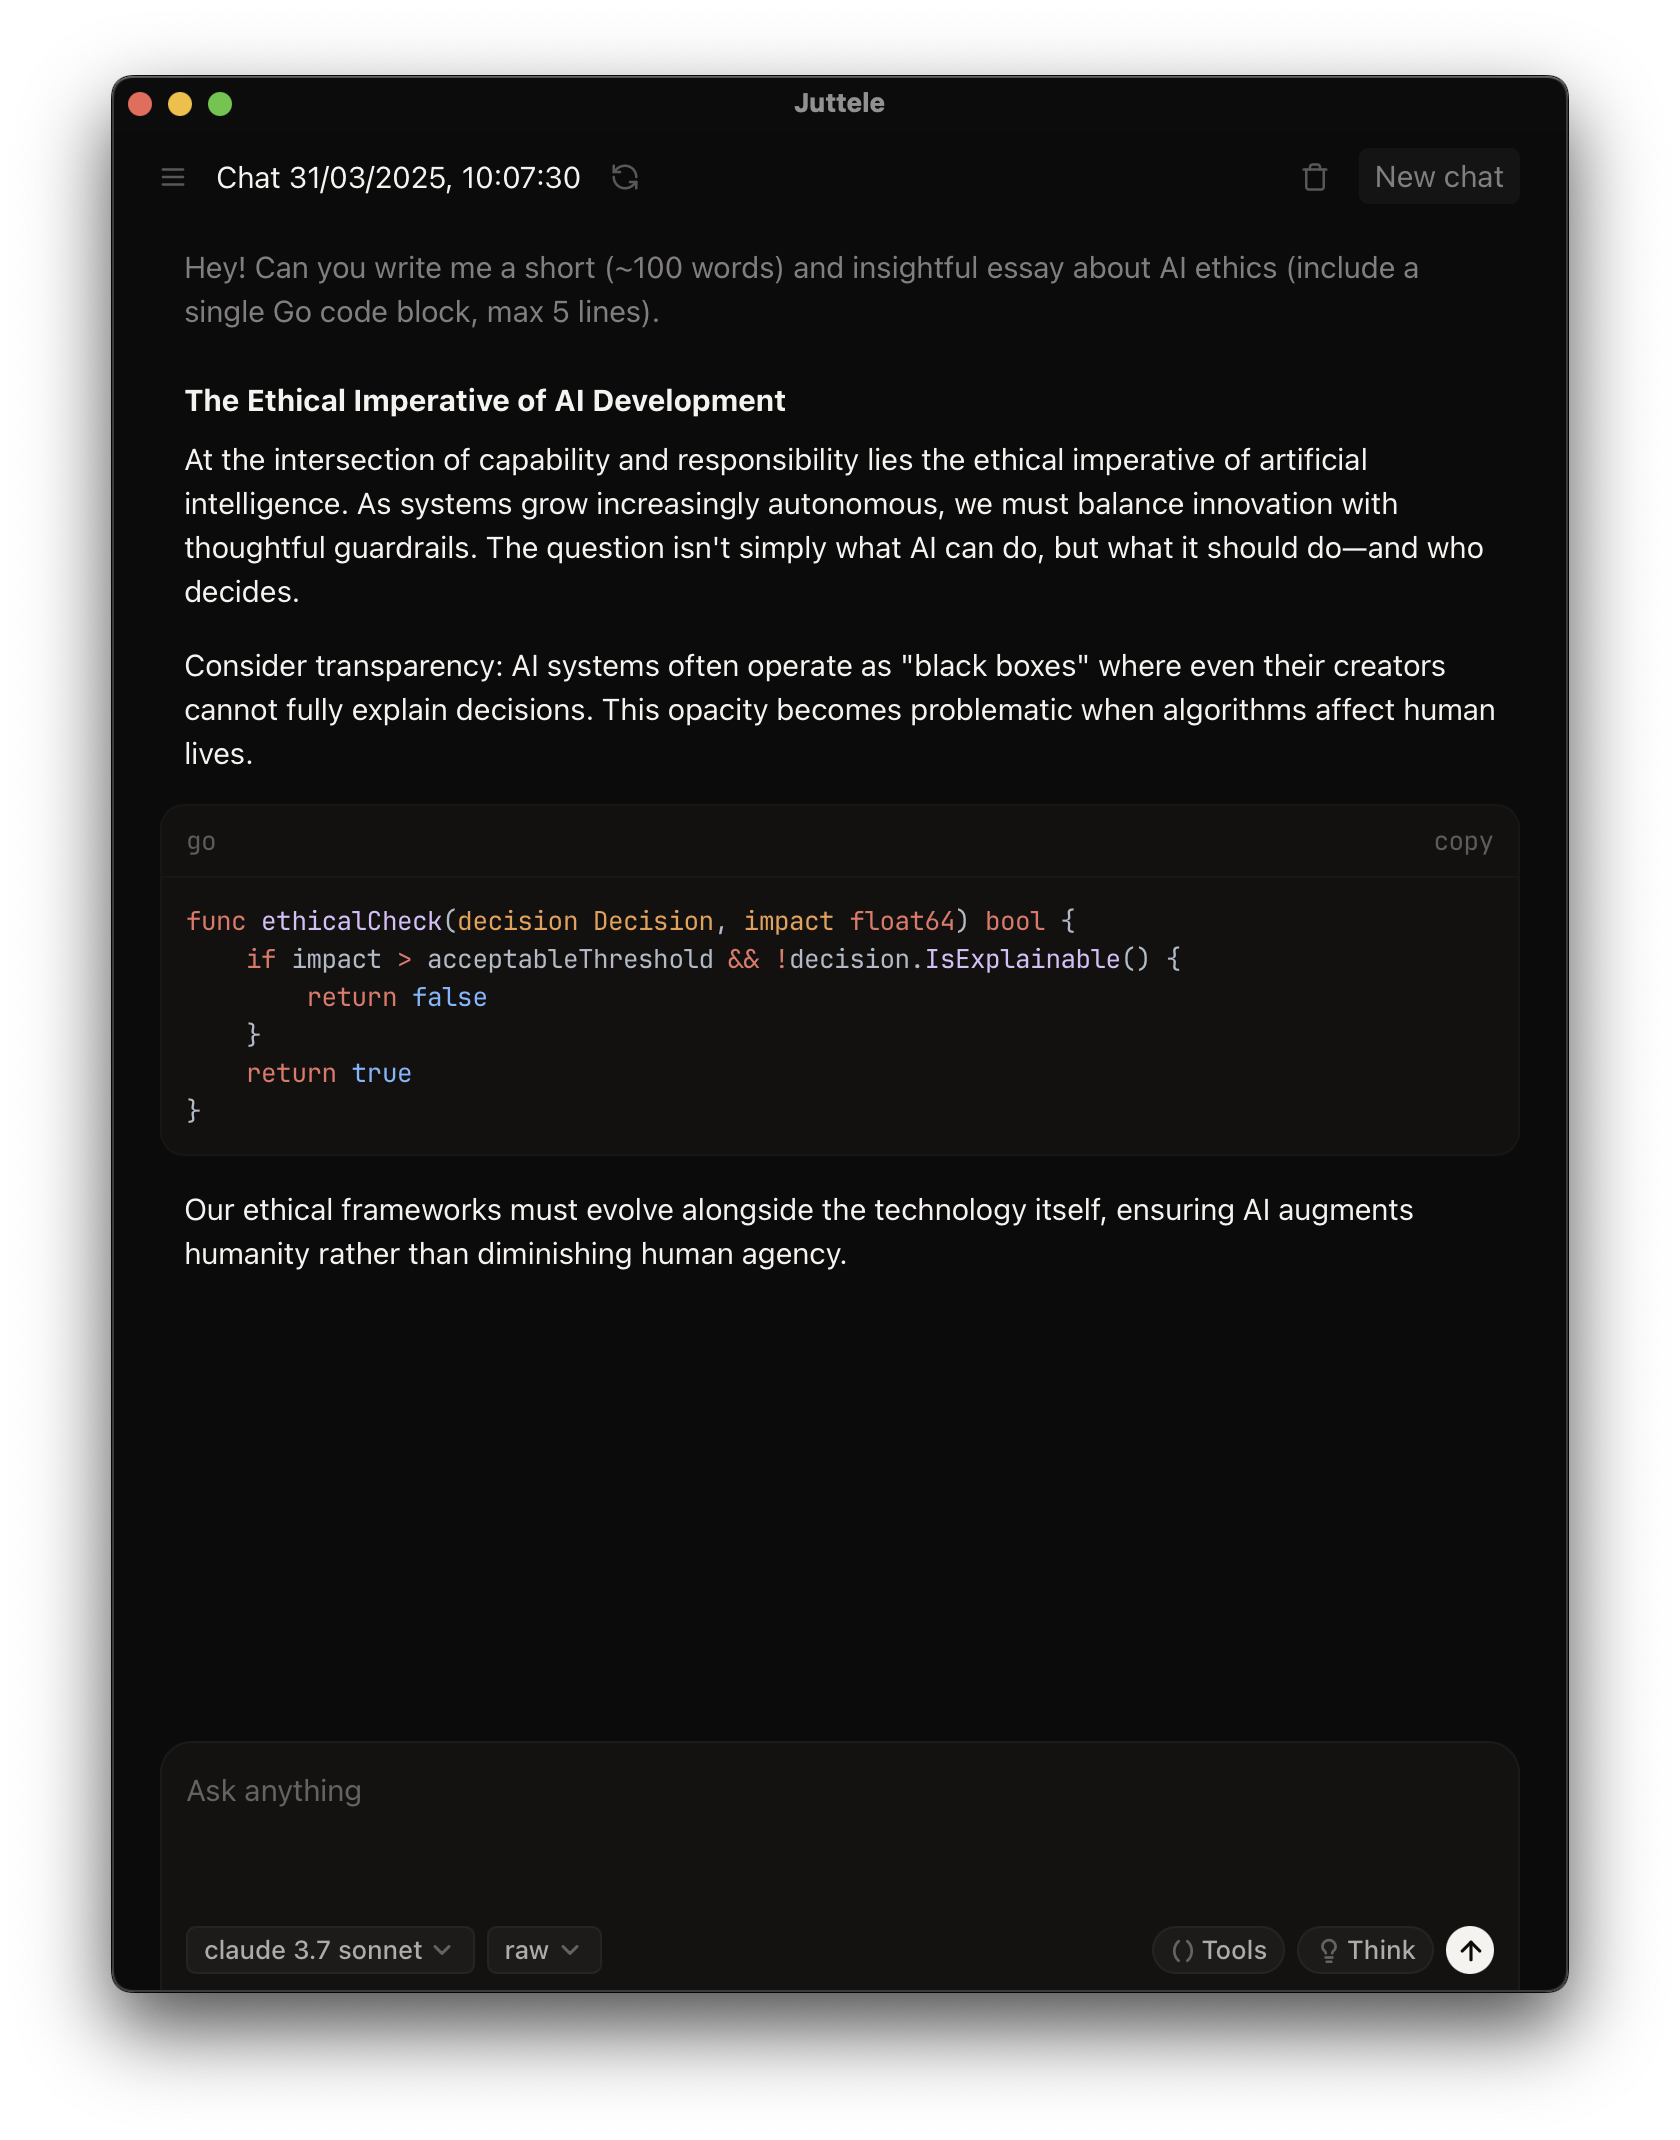 Juttele
Chat 31/03/2025, 10:07:30
New chat
Hey! Can you write me a short (~100 words) and insightful essay about AI ethics (include a
single Go code block, max 5 lines).
The Ethical Imperative of AI Development
At the intersection of capability and responsibility lies the ethical imperative of artificial
intelligence. As systems grow increasingly autonomous, we must balance innovation with
thoughtful guardrails. The question isn't simply what AI can do, but what it should do—and who
decides.
Consider transparency: AI systems often operate as "black boxes" where even their creators
cannot fully explain decisions. This opacity becomes problematic when algorithms affect human
lives.
go
copy
func ethicalCheck(decision Decision, impact float64) bool {
    if impact > acceptableThreshold && !decision.IsExplainable() {
        return false
    }
    return true
}
Our ethical frameworks must evolve alongside the technology itself, ensuring AI augments
humanity rather than diminishing human agency.
Ask anything
claude 3.7 sonnet
raw
() Tools
Think